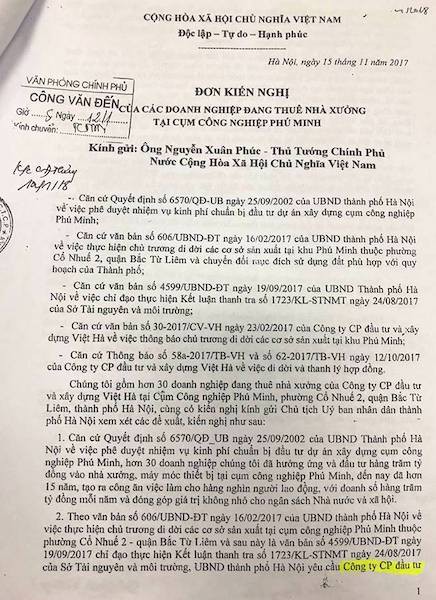 CỘNG HÒA XÃ HỘI CHỦ NGHĨA VIỆT NAM
Độc lập – Tự do – Hạnh phúc
Hà Nội, ngày 15 tháng 11 năm 2017
VĂN PHÒNG CHÍNH PHỦ
CÔNG VĂN ĐẾN
Giờ
Kính chuyển:
ĐƠN KIẾN NGHỊ
CỦA CÁC DOANH NGHIỆP ĐANG THUÊ NHÀ XƯỞNG
TẠI CỤM CÔNG NGHIỆP PHÚ MINH
Kính gửi: Ông Nguyễn Xuân Phúc - Thủ Tướng Chính Phủ
Nước Cộng Hòa Xã Hội Chủ Nghĩa Việt Nam
- Căn cứ Quyết định số 6570/QĐ-UB ngày 25/09/2002 của UBND thành phố Hà Nội
về việc phê duyệt nhiệm vụ kinh phí chuẩn bị đầu tư dự án xây dựng cụm công nghiệp
Phú Minh;
- Căn cứ văn bản số 606/UBND-ĐT ngày 16/02/2017 của UBND thành phố Hà Nội
về việc thực hiện chủ trương di dời các cơ sở sản xuất tại khu Phú Minh thuộc phường
Cổ Nhuế 2, quận Bắc Từ Liêm và chuyển đổi mục đích sử dụng đất phù hợp với quy
hoạch của Thành phố;
- Căn cứ văn bản số 4599/UBND-ĐT ngày 19/09/2017 của UBND thành phố Hà
Nội về việc chỉ đạo thực hiện Kết luận thanh tra số 1723/KL-STNMT ngày 24/08/2017
của Sở Tài nguyên và môi trường;
- Căn cứ văn bản số 30-2017/CV-VH ngày 23/02/2017 của Công ty CP đầu tư và xây
dựng Việt Hà về việc thông báo chủ trương di dời các cơ sở sản xuất tại khu Phú Minh;
- Căn cứ Thông báo số 58a-2017/TB-VH và số 62-2017/TB-VH ngày 12/10/2017
của Công ty CP đầu tư và xây dựng Việt Hà về việc di dời và thanh lý hợp đồng.
Chúng tôi gồm hơn 30 doanh nghiệp đang thuê nhà xưởng của Công ty CP đầu tư
và xây dựng Việt Hà tại Cụm Công nghiệp Phú Minh, phường Cổ Nhuế 2, quận Bắc Từ
Liêm, thành phố Hà Nội, cùng có kiến nghị kính gửi Chủ tịch Uỷ ban nhân dân thành
phố Hà Nội xem xét các đề xuất, kiến nghị như sau:
1. Căn cứ Quyết định số 6570/QĐ_UB ngày 25/09/2002 của UBND Thành phố Hà
Nội về việc phê duyệt nhiệm vụ kinh phí chuẩn bị đầu tư dự án xây dựng cụm công
nghiệp Phú Minh, hơn 30 doanh nghiệp chúng tôi đã hưởng ứng và đầu tư hàng trăm tỷ
đồng vào nhà xưởng, máy móc thiết bị tại cụm công nghiệp Phú Minh, đến nay đã hơn
15 năm, tạo ra công ăn việc làm cho hàng nghìn người lao động, với doanh số hàng trăm
tỷ đồng mỗi năm và đóng góp giá trị không nhỏ cho ngân sách Nhà nước và xã hội.
2. Theo văn bản số 606/UBND-ĐT ngày 16/02/2017 của UBND thành phố Hà Nội
về việc thực hiện chủ trương di dời các cơ sở sản xuất tại cụm công nghiệp Phú Minh thuộc
phường Cổ Nhuế 2 - quận Bắc Từ Liêm và sau này là văn bản số 4599/UBND-ĐT ngày
19/09/2017 chỉ đạo thực hiện Kết luận thanh tra số 1723/KL-STNMT ngày 24/08/2017
của Sở Tài nguyên và môi trường, UBND thành phố Hà Nội yêu cầu Công ty CP đầu tư
1